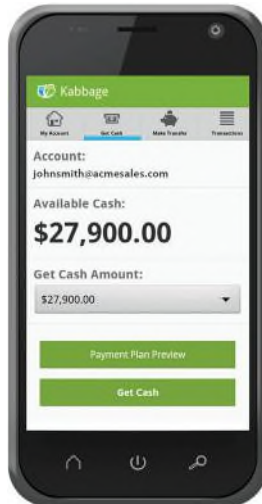 Kabbage
My Account Get Cash Make Transfer Transactions
Account:
johnsmith@acmesales.com
Available Cash:
$27,900.00
Get Cash Amount:
$27,900.00
Payment Plan Preview
Get Cash